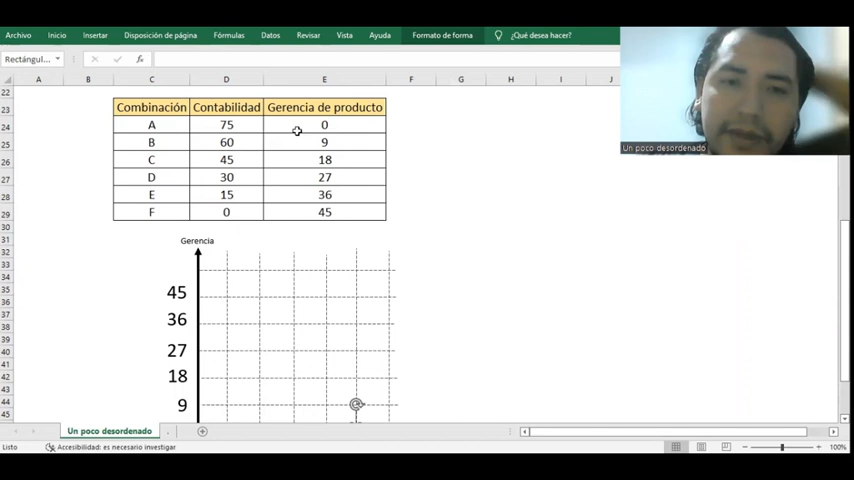 Archivo Inicio Insertar Disposición de página Fórmulas Datos Revisar Vista Ayuda Formato de forma ¿Qué desea hacer?
Rectángul... fx
A B C D E F G H I J
22
23 Combinación Contabilidad Gerencia de producto
24 A 75 0
25 B 60 9
26 C 45 18
27 D 30 27
28 E 15 36
29 F 0 45
30
31 Gerencia
32
33
34
35 45
36
37 36
38
39
40 27
41
42 18
43
44 9
45
Un poco desordenado
Un poco desordenado
Listo Accesibilidad: es necesario investigar 100%